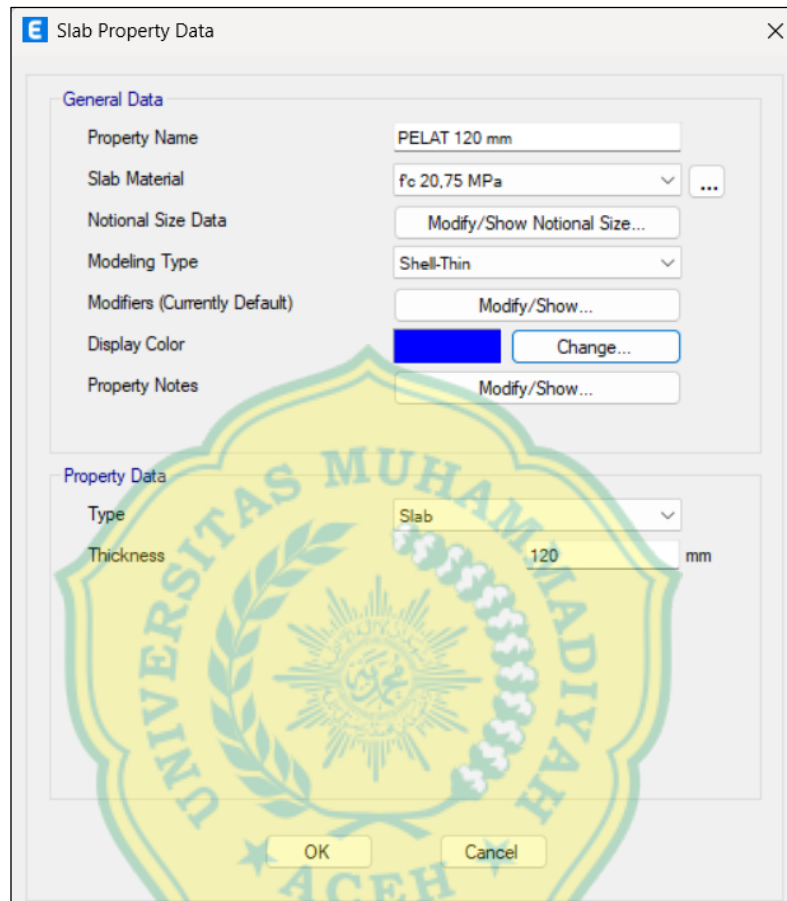 E Slab Property Data
General Data
Property Name PELAT 120 mm
Slab Material f'c 20,75 MPa ...
Notional Size Data Modify/Show Notional Size...
Modeling Type Shell-Thin
Modifiers (Currently Default) Modify/Show...
Display Color Change...
Property Notes Modify/Show...
Property Data
Type Slab
Thickness 120 mm
OK Cancel
UNIVERSITAS MUHAMMADIYAH
ACEH